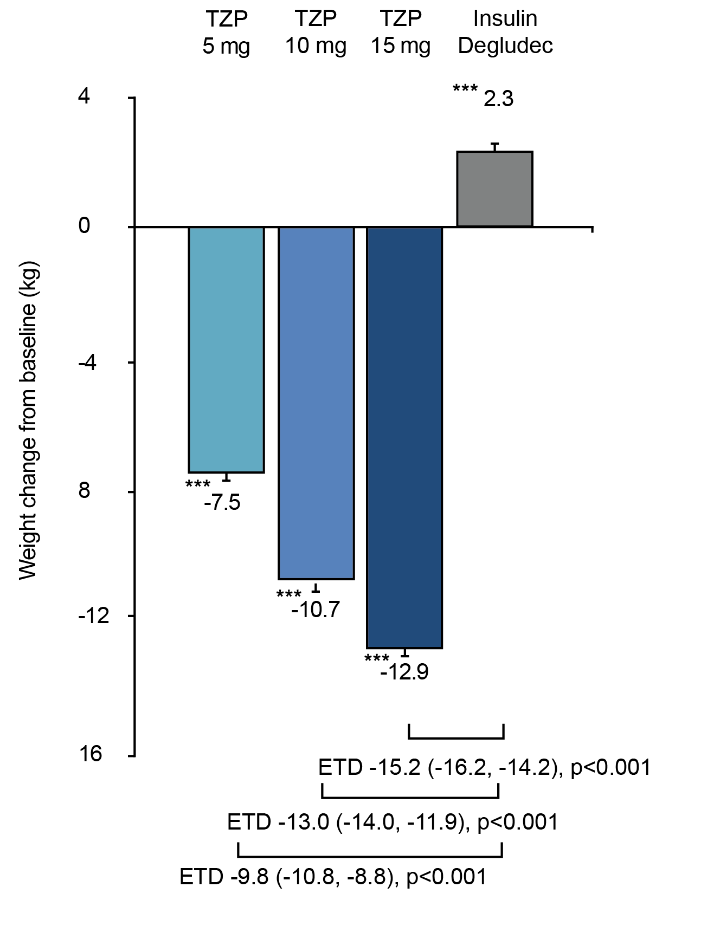 TZP TZP TZP Insulin
5 mg 10 mg 15 mg Degludec
4
*** 2.3
0
Weight change from baseline (kg)
-4
8
***
-7.5
***
-10.7
-12
***
-12.9
16
ETD -15.2 (-16.2, -14.2), p<0.001
ETD -13.0 (-14.0, -11.9), p<0.001
ETD -9.8 (-10.8, -8.8), p<0.001